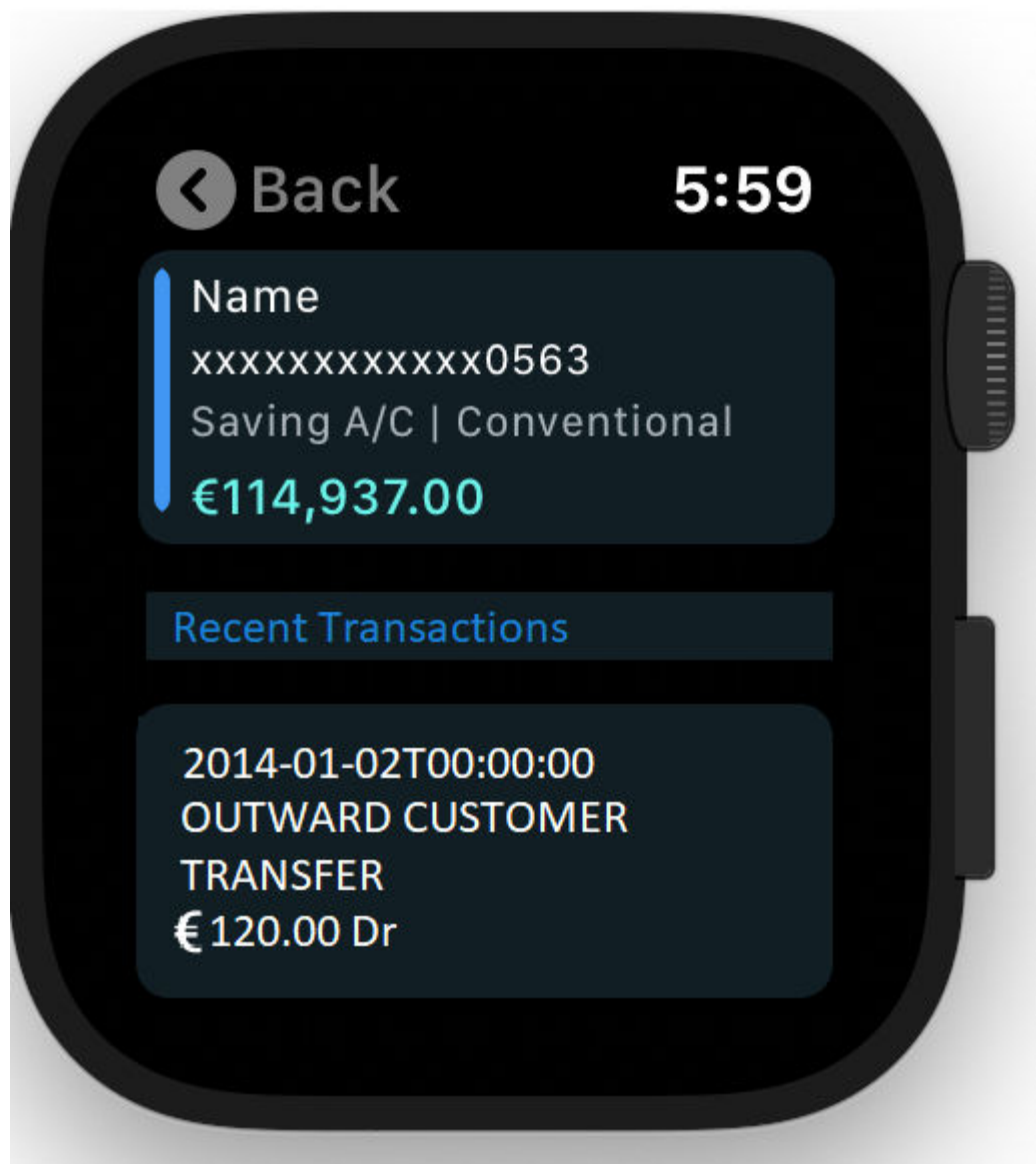 Back
5:59
Name
xxxxxxxxxxxx0563
Saving A/C | Conventional
€114,937.00
Recent Transactions
2014-01-02T00:00:00
OUTWARD CUSTOMER
TRANSFER
€ 120.00 Dr